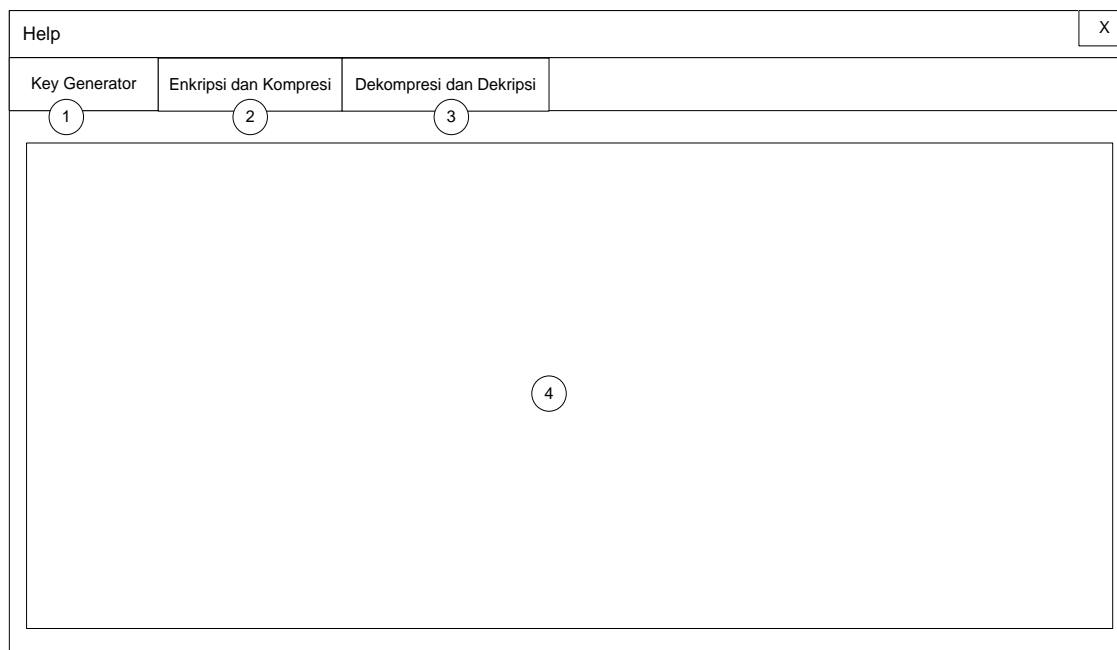 Help
X
Key Generator
Enkripsi dan Kompresi
Dekompresi dan Dekripsi
1
2
3
4